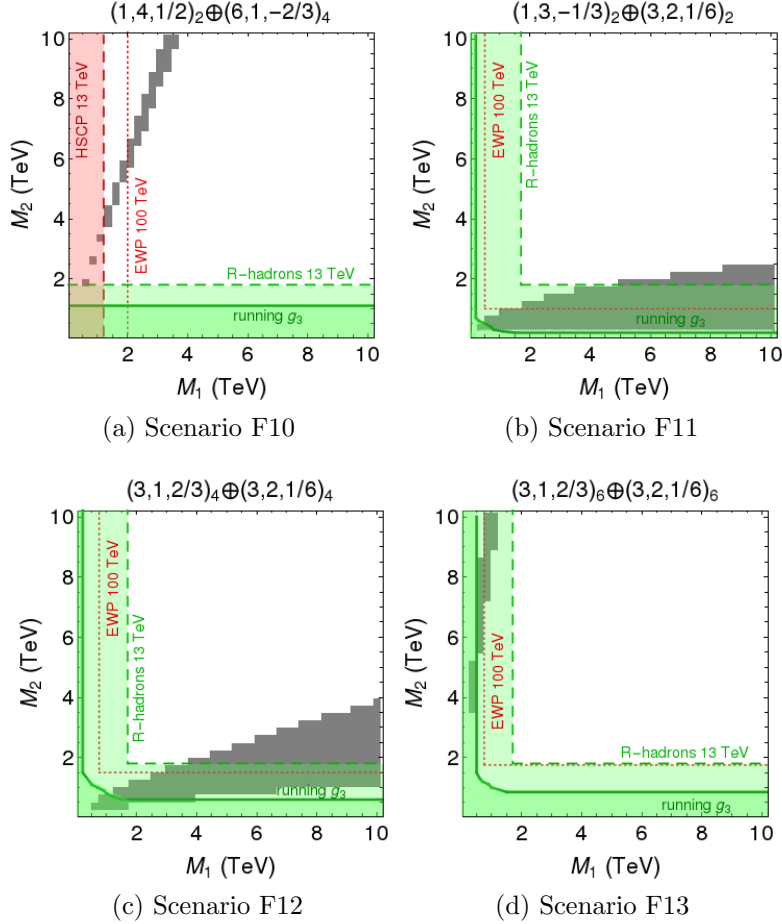 (1,4,1/2)₂⊕(6,1,−2/3)₄
M₂ (TeV)
10
8
6
4
2
HSCP 13 TeV
EWP 100 TeV
R−hadrons 13 TeV
running g₃
2 4 6 8 10
M₁ (TeV)
(a) Scenario F10
(1,3,−1/3)₂⊕(3,2,1/6)₂
M₂ (TeV)
10
8
6
4
2
EWP 100 TeV
R−hadrons 13 TeV
running g₃
2 4 6 8 10
M₁ (TeV)
(b) Scenario F11
(3,1,2/3)₄⊕(3,2,1/6)₄
M₂ (TeV)
10
8
6
4
2
EWP 100 TeV
R−hadrons 13 TeV
running g₃
2 4 6 8 10
M₁ (TeV)
(c) Scenario F12
(3,1,2/3)₆⊕(3,2,1/6)₆
M₂ (TeV)
10
8
6
4
2
EWP 100 TeV
R−hadrons 13 TeV
running g₃
2 4 6 8 10
M₁ (TeV)
(d) Scenario F13